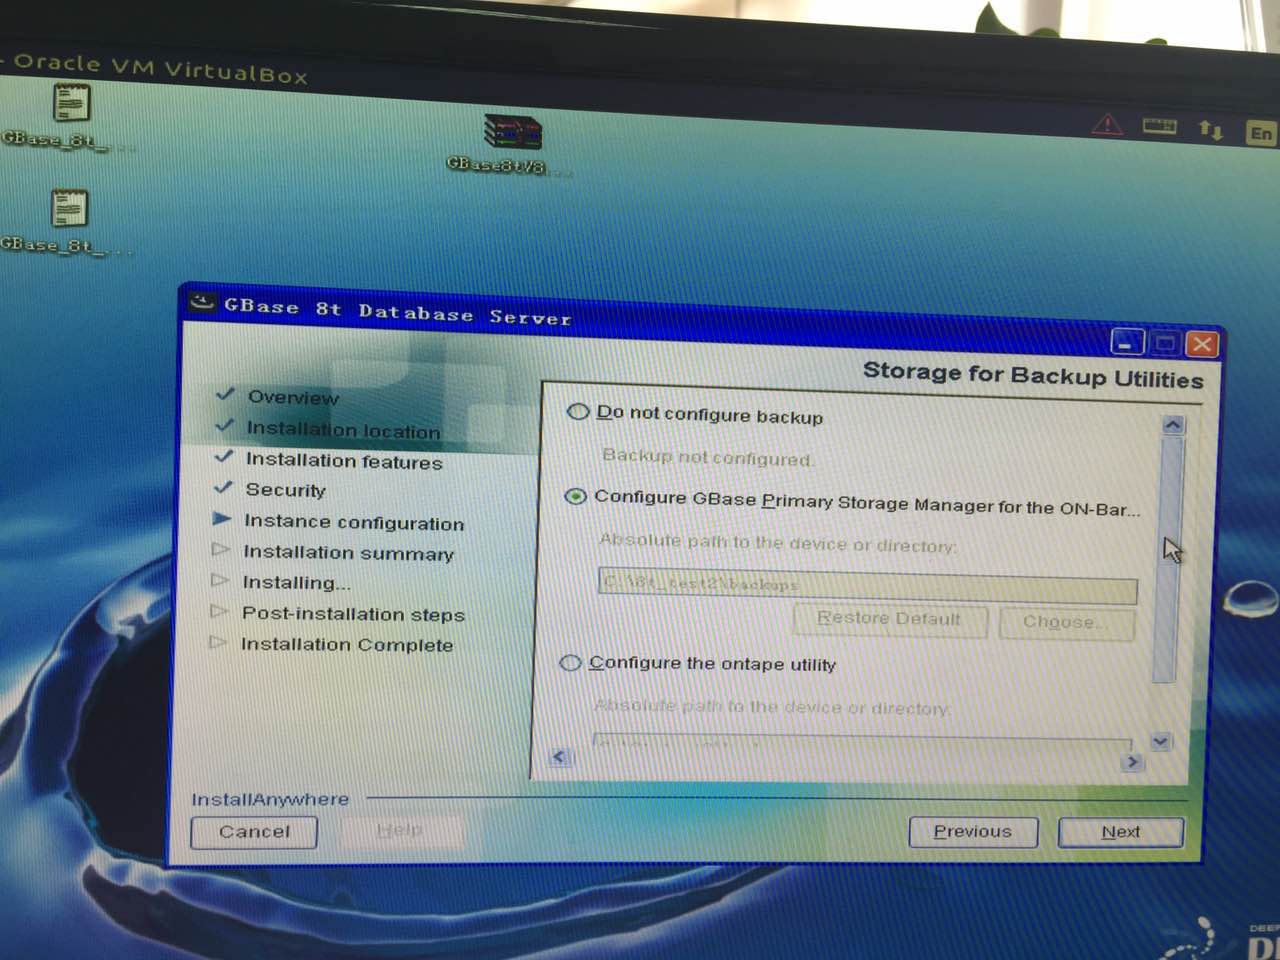 - Oracle VM VirtualBox
GBase_8t_...
GBase8tV8...
En
GBase_8t_...
GBase 8t Database Server
Storage for Backup Utilities
Overview
Installation location
Installation features
Security
Instance configuration
Installation summary
Installing...
Post-installation steps
Installation Complete
Do not configure backup
Backup not configured.
Configure GBase Primary Storage Manager for the ON-Bar...
Absolute path to the device or directory:
C:\8t_test2\backups
Restore Default
Choose...
Configure the ontape utility
Absolute path to the device or directory:
InstallAnywhere
Cancel
Help
Previous
Next